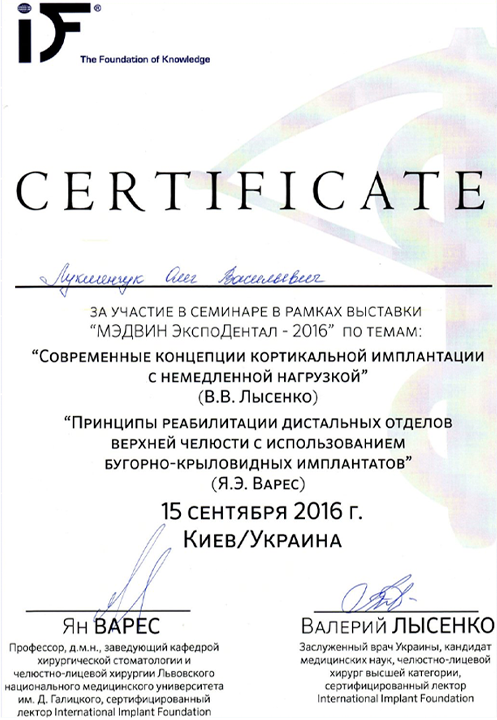 iF®
The Foundation of Knowledge
CERTIFICATE
Олег Васильевич
ЗА УЧАСТИЕ В СЕМИНАРЕ В РАМКАХ ВЫСТАВКИ
“МЭДВИН ЭКСПОДЕНТАЛ - 2016” ПО ТЕМАМ:
“СОВРЕМЕННЫЕ КОНЦЕПЦИИ КОРТИКАЛЬНОЙ ИМПЛАНТАЦИИ
С НЕМЕДЛЕННОЙ НАГРУЗКОЙ”
(В.В. ЛЫСЕНКО)
“ПРИНЦИПЫ РЕАБИЛИТАЦИИ ДИСТАЛЬНЫХ ОТДЕЛОВ
ВЕРХНЕЙ ЧЕЛЮСТИ С ИСПОЛЬЗОВАНИЕМ
БУГОРНО-КРЫЛОВИДНЫХ ИМПЛАНТАТОВ”
(Я.Э. ВАРЕС)
15 СЕНТЯБРЯ 2016 Г.
КИЕВ/УКРАИНА
ЯН ВАРЕС
Профессор, д.м.н., заведующий кафедрой
хирургической стоматологии и
челюстно-лицевой хирургии Львовского
национального медицинского университета
им. Д. Галицкого, сертифицированный
лектор International Implant Foundation
ВАЛЕРИЙ ЛЫСЕНКО
Заслуженный врач Украины, кандидат
медицинских наук, челюстно-лицевой
хирург высшей категории,
сертифицированный лектор
International Implant Foundation